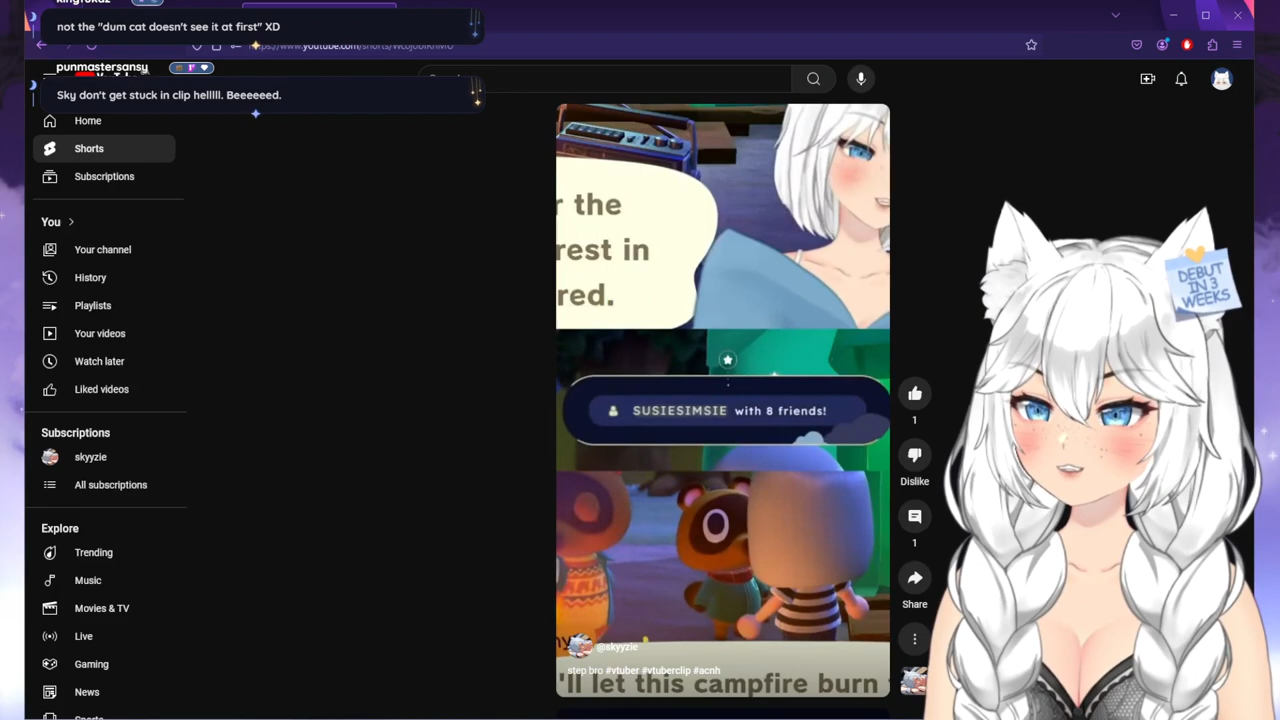 not the "dum cat doesn't see it at first" XD
punmastersansy
Sky don't get stuck in clip helllll. Beeeeeed.
Home
Shorts
Subscriptions
You
Your channel
History
Playlists
Your videos
Watch later
Liked videos
Subscriptions
skyyzie
All subscriptions
Explore
Trending
Music
Movies & TV
Live
Gaming
News
r the
rest in
red.
SUSIESIMSIE with 8 friends!
@skyyzie
step bro #vtuber #vtuberclip #acnh
'll let this campfire burn
1
Dislike
1
Share
DEBUT
IN 3
WEEKS